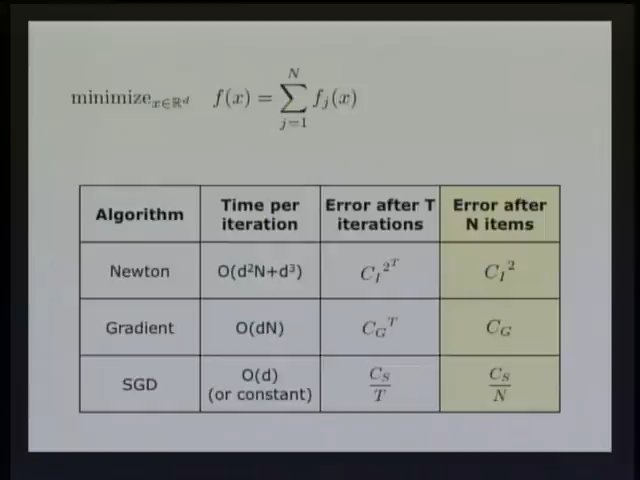 minimize_{x∈ℝ^d} f(x) = \sum_{j=1}^{N} f_j(x)
Algorithm
Time per iteration
Error after T iterations
Error after N items
Newton
O(d²N+d³)
C_I^{2^T}
C_I^2
Gradient
O(dN)
C_G^T
C_G
SGD
O(d) (or constant)
C_S/T
C_S/N